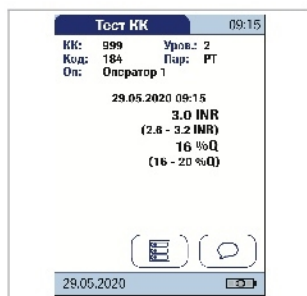 Тест КК 09:15
КК: 999 Уров.: 2
Код: 184 Пар: PT
Оп: Оператор 1
29.05.2020 09:15
3.0 INR
(2.6 - 3.2 INR)
16 %Q
(16 - 20 %Q)
29.05.2020